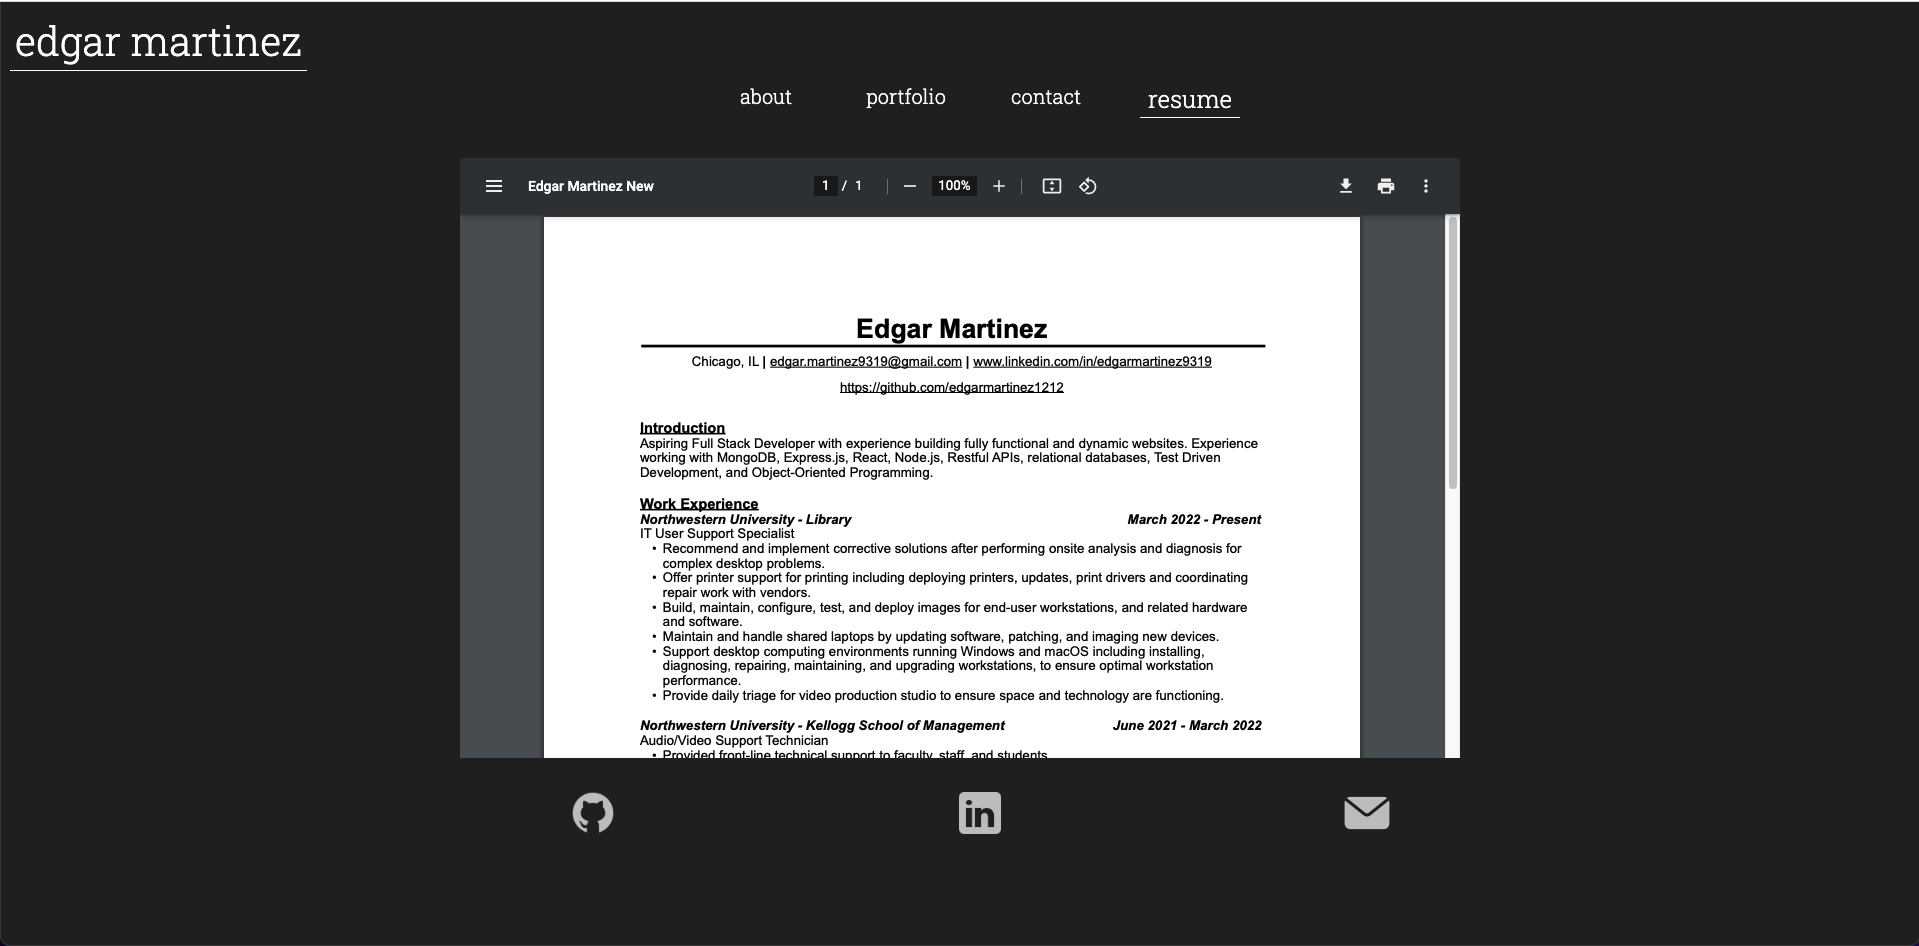 edgar martinez
about portfolio contact resume
Edgar Martinez New 1 / 1 100%
Edgar Martinez
Chicago, IL | edgar.martinez9319@gmail.com | www.linkedin.com/in/edgarmartinez9319
https://github.com/edgarmartinez1212
Introduction
Aspiring Full Stack Developer with experience building fully functional and dynamic websites. Experience
working with MongoDB, Express.js, React, Node.js, Restful APIs, relational databases, Test Driven
Development, and Object-Oriented Programming.
Work Experience
Northwestern University - Library March 2022 - Present
IT User Support Specialist
• Recommend and implement corrective solutions after performing onsite analysis and diagnosis for
complex desktop problems.
• Offer printer support for printing including deploying printers, updates, print drivers and coordinating
repair work with vendors.
• Build, maintain, configure, test, and deploy images for end-user workstations, and related hardware
and software.
• Maintain and handle shared laptops by updating software, patching, and imaging new devices.
• Support desktop computing environments running Windows and macOS including installing,
diagnosing, repairing, maintaining, and upgrading workstations, to ensure optimal workstation
performance.
• Provide daily triage for video production studio to ensure space and technology are functioning.
Northwestern University - Kellogg School of Management June 2021 - March 2022
Audio/Video Support Technician
• Provided front-line technical support to faculty, staff, and students
in